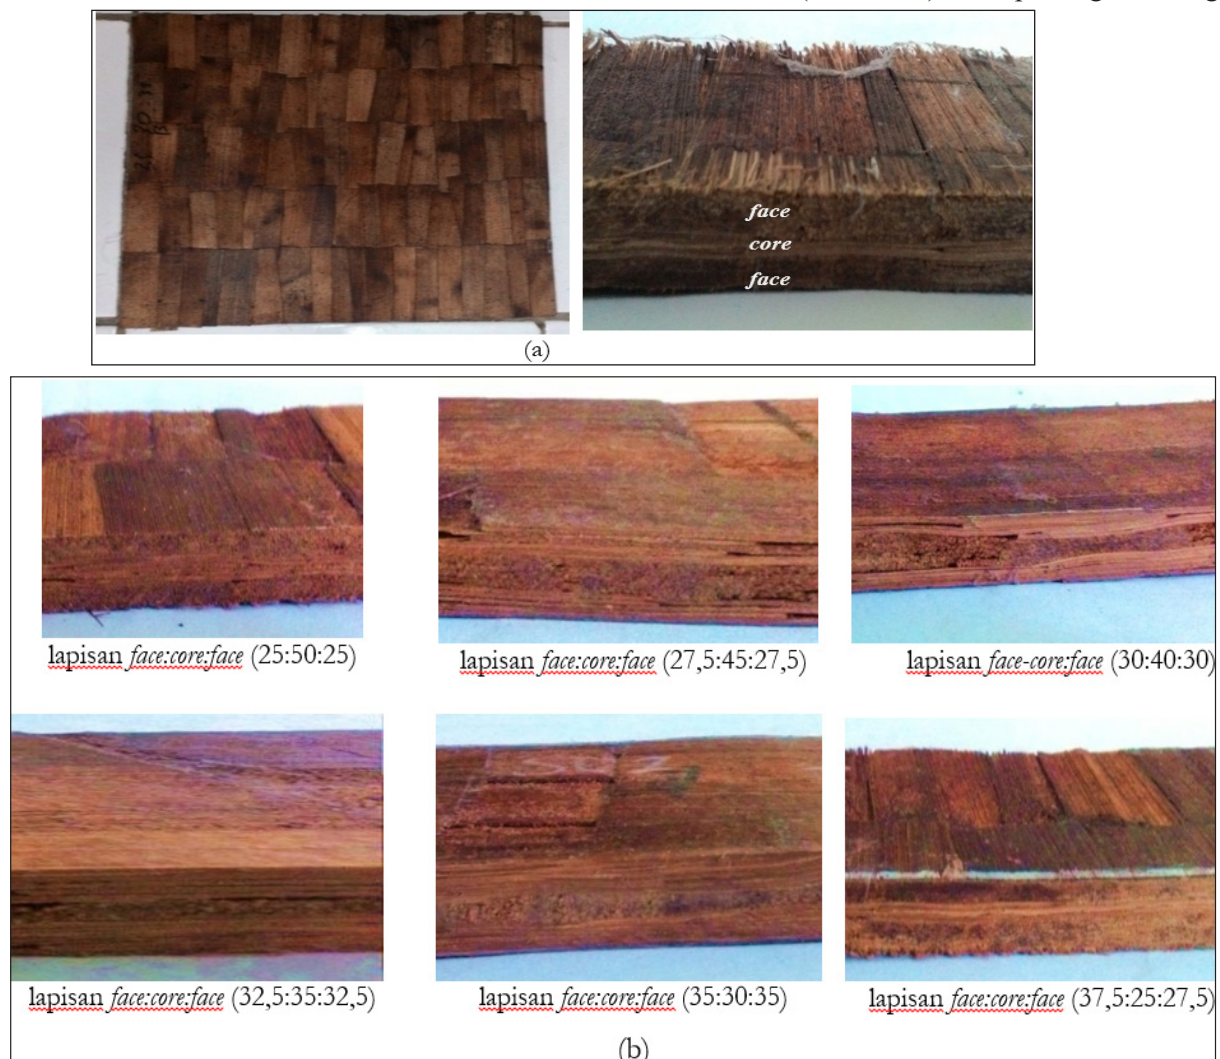 face
core
face
(a)
lapisan face:core:face (25:50:25)
lapisan face:core:face (27,5:45:27,5)
lapisan face-core:face (30:40:30)
lapisan face:core:face (32,5:35:32,5)
lapisan face:core:face (35:30:35)
lapisan face:core:face (37,5:25:27,5)
(b)